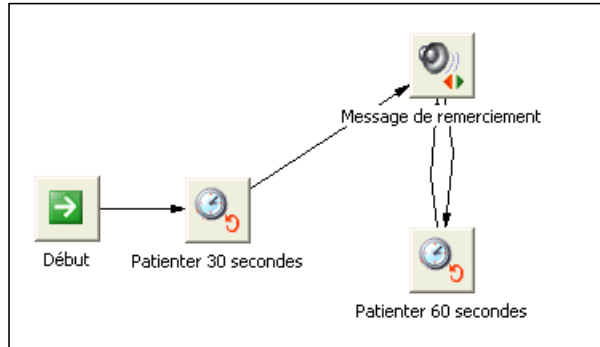 Message de remerciement
Début
Patienter 30 secondes
Patienter 60 secondes